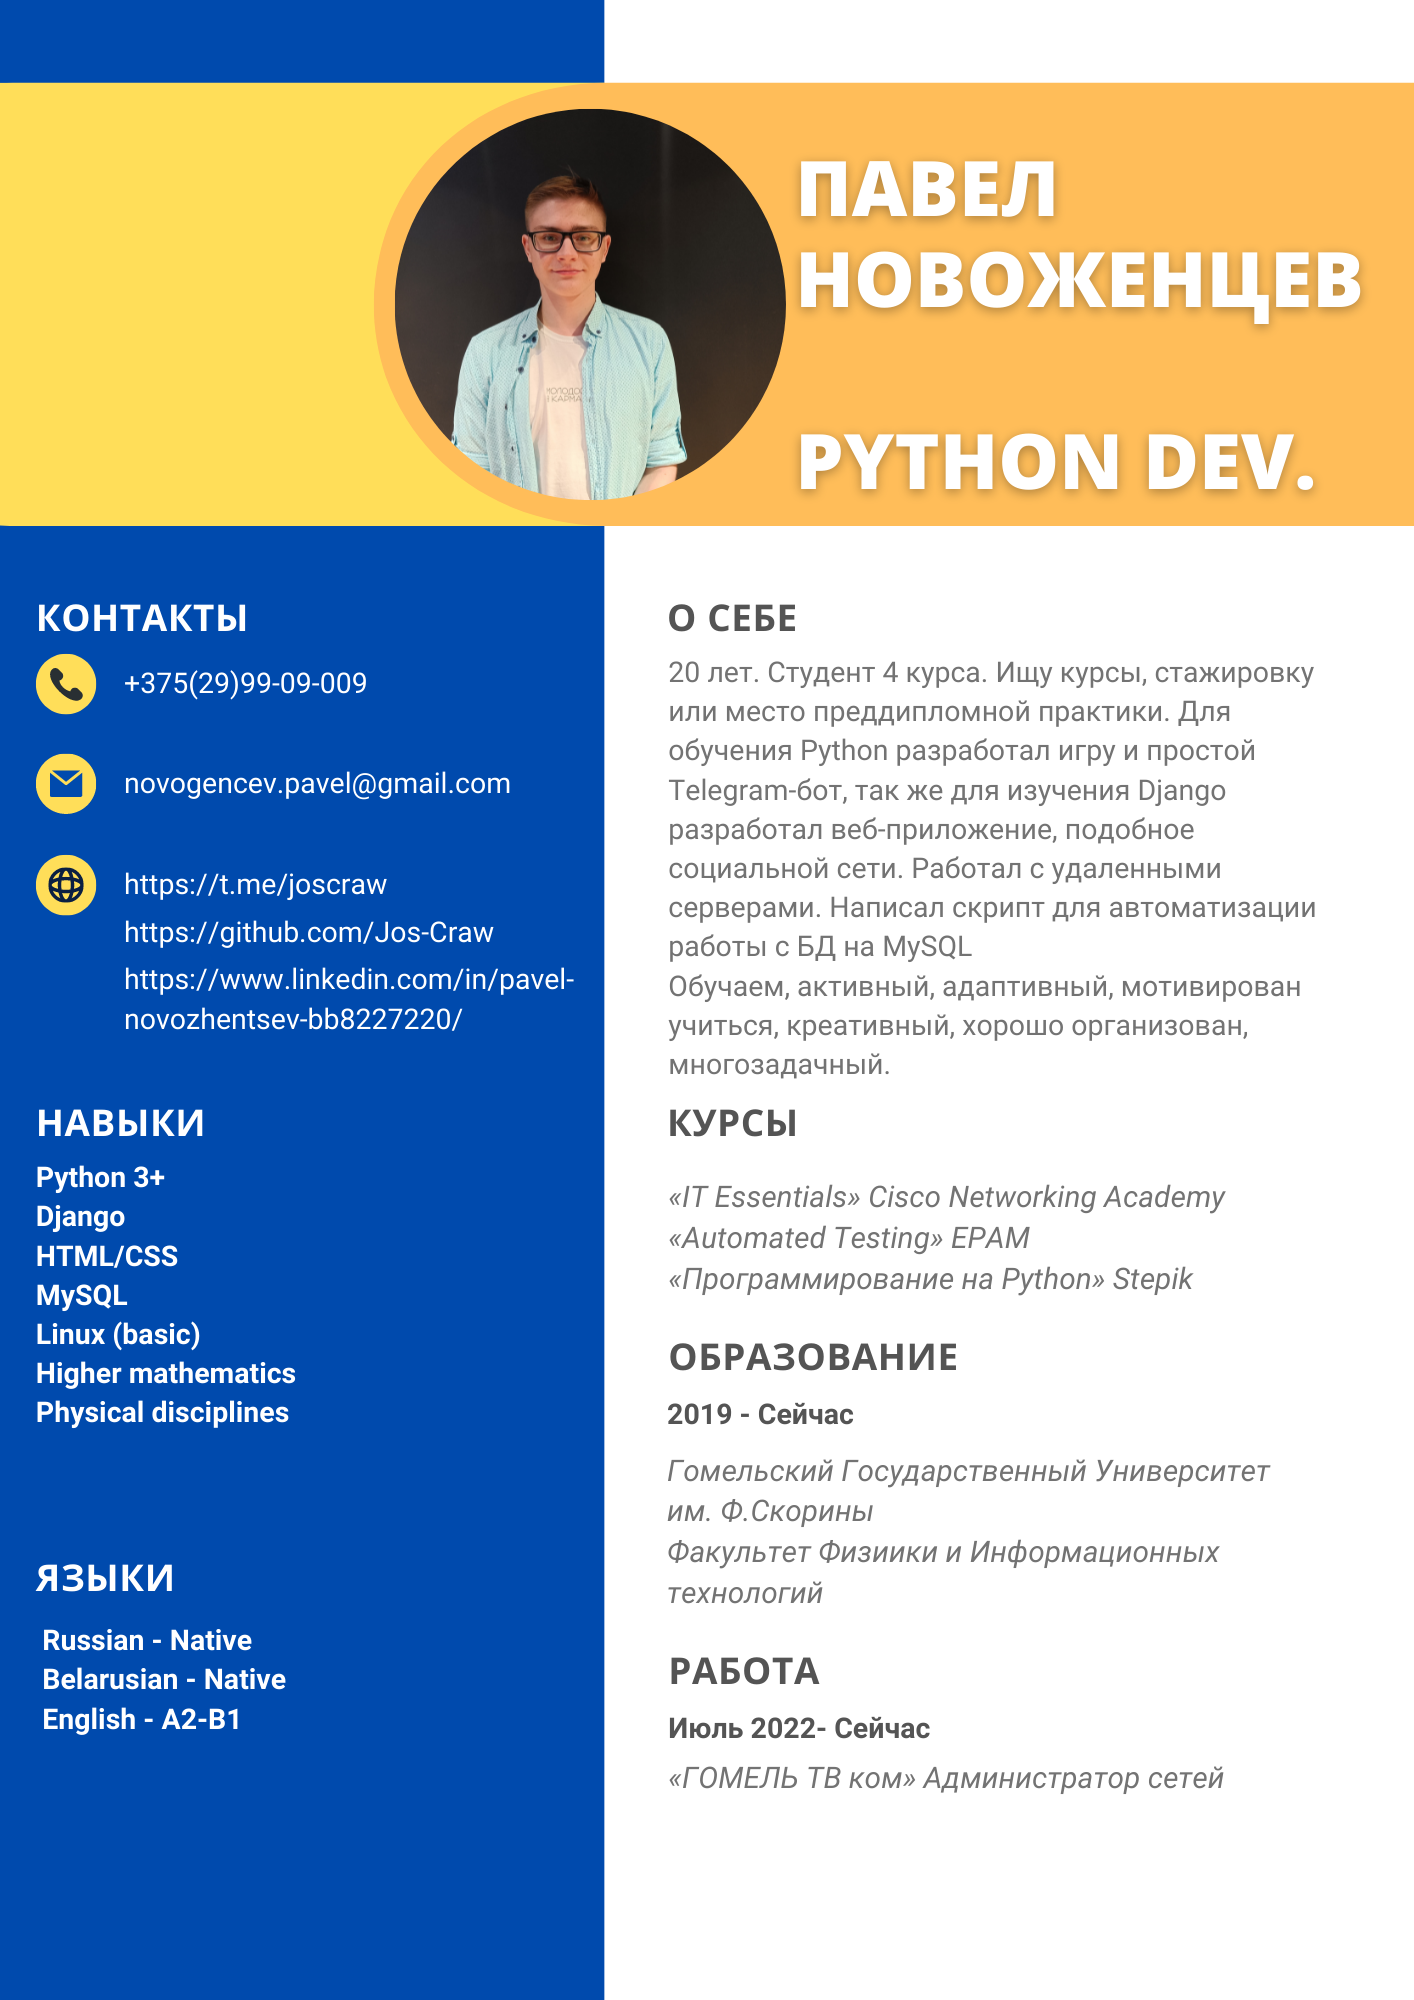 ПАВЕЛ
НОВОЖЕНЦЕВ
PYTHON DEV.
КОНТАКТЫ
+375(29)99-09-009
novogencev.pavel@gmail.com
https://t.me/joscraw
https://github.com/Jos-Craw
https://www.linkedin.com/in/pavel-
novozhentsev-bb8227220/
НАВЫКИ
Python 3+
Django
HTML/CSS
MySQL
Linux (basic)
Higher mathematics
Physical disciplines
ЯЗЫКИ
Russian - Native
Belarusian - Native
English - A2-B1
О СЕБЕ
20 лет. Студент 4 курса. Ищу курсы, стажировку
или место преддипломной практики. Для
обучения Python разработал игру и простой
Telegram-бот, так же для изучения Django
разработал веб-приложение, подобное
социальной сети. Работал с удаленными
серверами. Написал скрипт для автоматизации
работы с БД на MySQL
Обучаем, активный, адаптивный, мотивирован
учиться, креативный, хорошо организован,
многозадачный.
КУРСЫ
«IT Essentials» Cisco Networking Academy
«Automated Testing» EPAM
«Программирование на Python» Stepik
ОБРАЗОВАНИЕ
2019 - Сейчас
Гомельский Государственный Университет
им. Ф.Скорины
Факультет Физиики и Информационных
технологий
РАБОТА
Июль 2022- Сейчас
«ГОМЕЛЬ ТВ ком» Администратор сетей